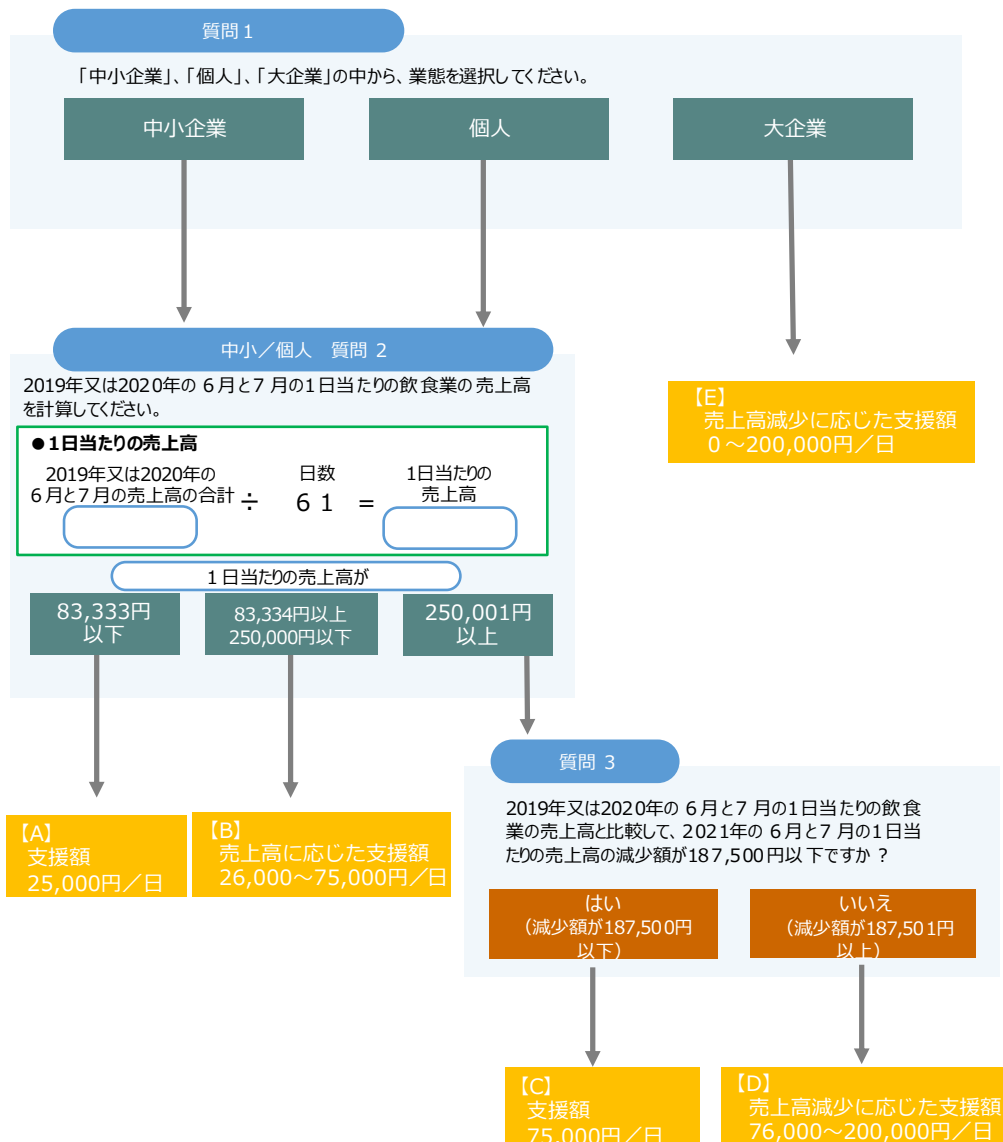 質問1
「中小企業」、「個人」、「大企業」の中から、業態を選択してください。
中小企業
個人
大企業
中小/個人 質問 2
2019年又は2020年の 6月と7 月の1日当たりの飲食業の売上高
を計算してください。
【E】
売上高減少に応じた支援額
0~200,000円/日
●1日当たりの売上高
2019年又は2020年の
6月と7月の売上高の合計
÷
日数
61
=
1日当たりの
売上高
1日当たりの売上高が
83,333円
以下
83,334円以上
250,000円以下
250,001円
以上
質問 3
2019年又は2020年の 6月と7 月の1日当たりの飲食
業の売上高と比較して、2021年の 6月と7 月の1日当
たりの売上高の減少額が187,500円以下ですか?
【A】
支援額
25,000円/日
【B】
売上高に応じた支援額
26,000~75,000円/日
はい
(減少額が187,500円
以下)
いいえ
(減少額が187,501円
以上)
【C】
支援額
75,000円/日
【D】
売上高減少に応じた支援額
76,000~200,000円/日